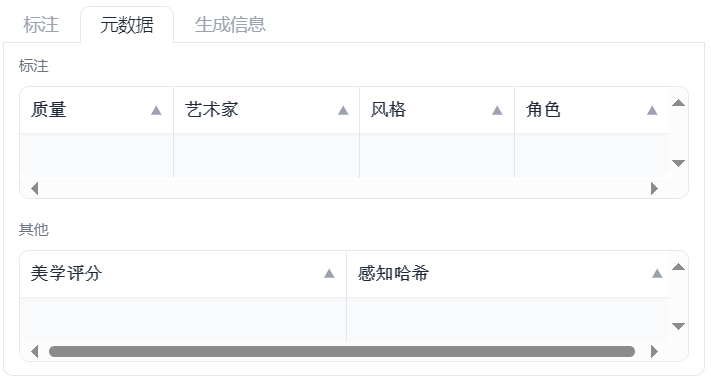 标注 元数据 生成信息
标注
质量 艺术家 风格 角色
其他
美学评分 感知哈希